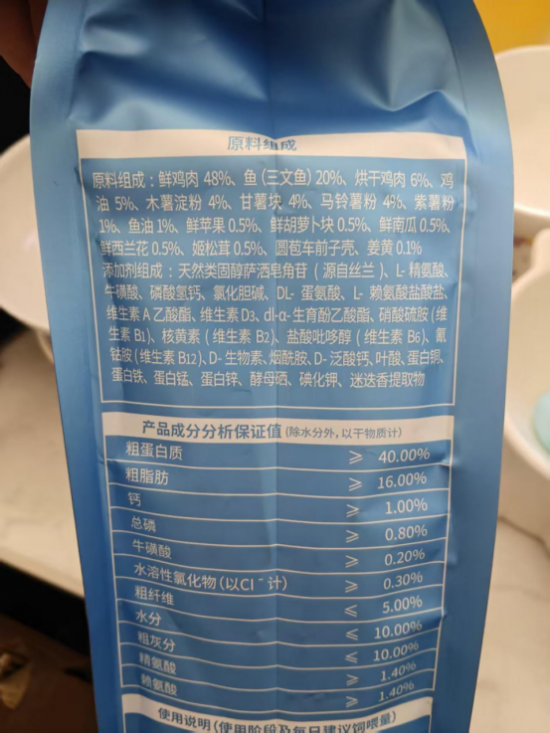 原料组成
原料组成：鲜鸡肉 48%、鱼（三文鱼）20%、烘干鸡肉 6%、鸡
油 5%、木薯淀粉 4%、甘薯块 4%、马铃薯粉 4%、紫薯粉
1%、鱼油 1%、鲜苹果 0.5%、鲜胡萝卜块 0.5%、鲜南瓜 0.5%、
鲜西兰花 0.5%、姬松茸 0.5%、圆苞车前子壳、姜黄 0.1%
添加剂组成：天然类固醇萨洒皂角苷（源自丝兰）、L- 精氨酸、
牛磺酸、磷酸氢钙、氯化胆碱、DL- 蛋氨酸、L- 赖氨酸盐酸盐、
维生素 A 乙酸酯、维生素 D3、dl-α- 生育酚乙酸酯、硝酸硫胺（维
生素 B1）、核黄素（维生素 B2）、盐酸吡哆醇（维生素 B6）、氰
钴胺（维生素 B12）、D- 生物素、烟酰胺、D- 泛酸钙、叶酸、蛋白铜、
蛋白铁、蛋白锰、蛋白锌、酵母硒、碘化钾、迷迭香提取物
产品成分分析保证值（除水分外，以干物质计）
粗蛋白质 ≥ 40.00%
粗脂肪 ≥ 16.00%
钙 ≥ 1.00%
总磷 ≥ 0.80%
牛磺酸 ≥ 0.20%
水溶性氯化物（以Cl⁻计） ≥ 0.30%
粗纤维 ≤ 5.00%
水分 ≤ 10.00%
粗灰分 ≤ 10.00%
精氨酸 ≥ 1.40%
赖氨酸 ≥ 1.40%
使用说明（使用阶段及每日建议饲喂量）